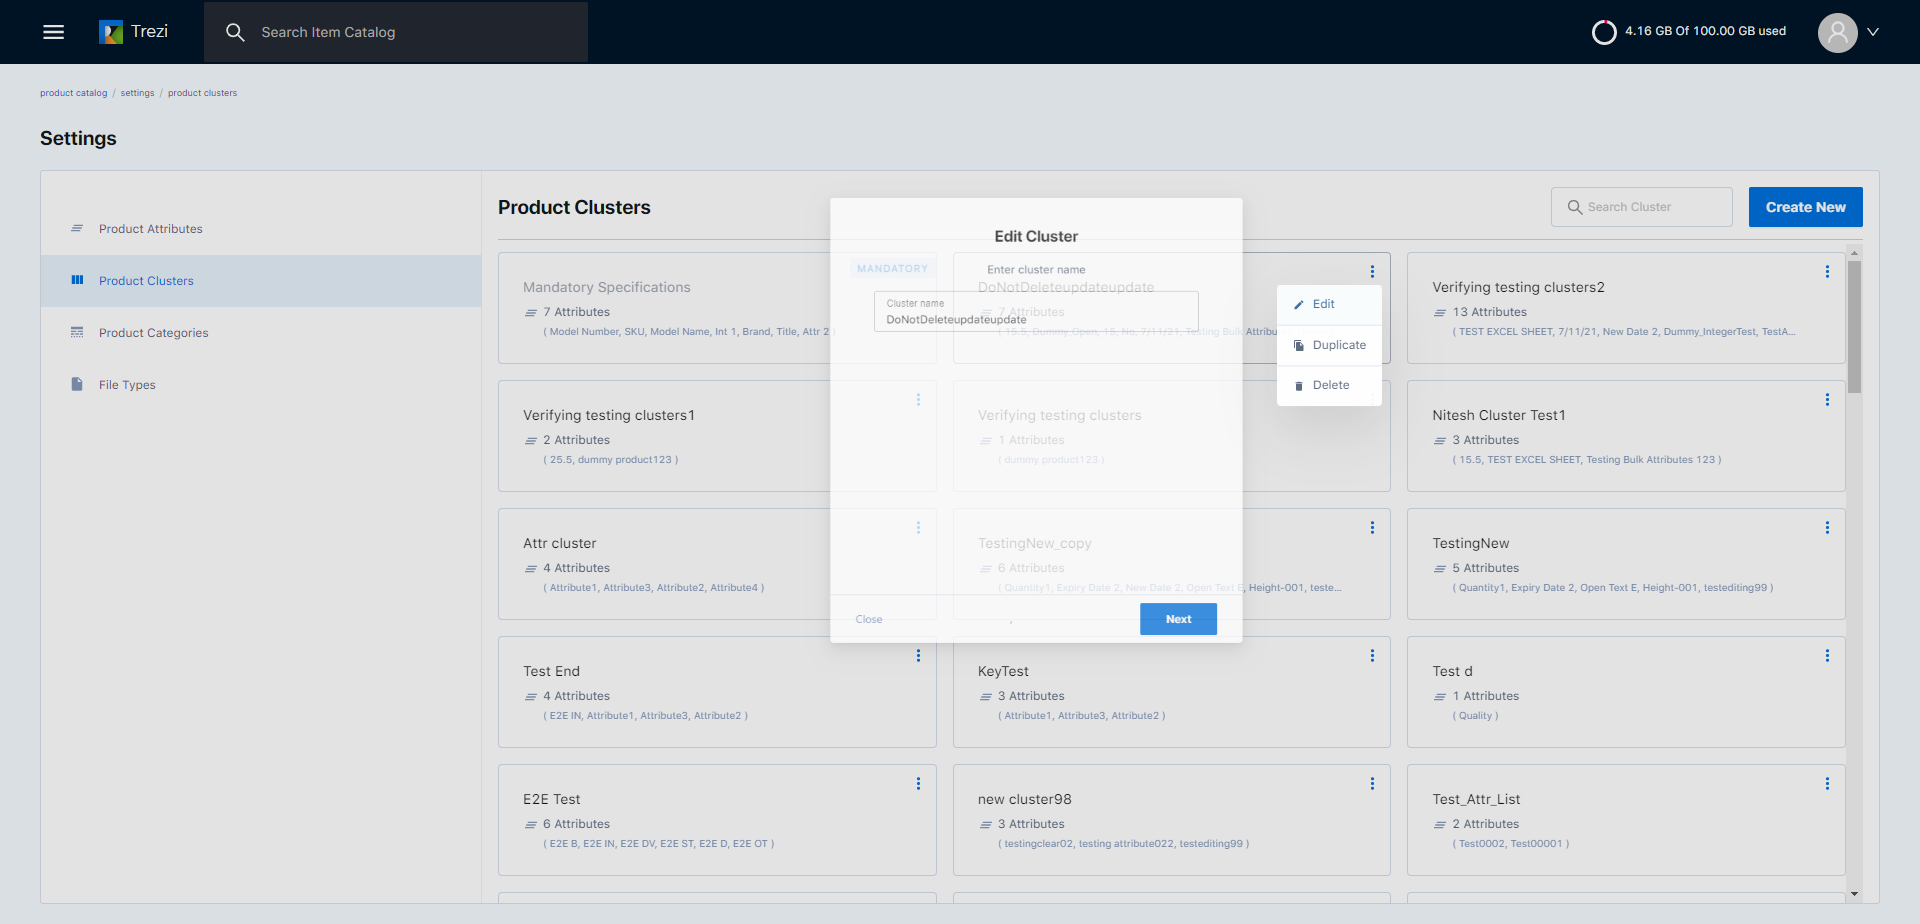 Trezi
Search Item Catalog
4.16 GB Of 100.00 GB used
product catalog / settings / product clusters
Settings
Product Attributes
Product Clusters
Product Categories
File Types
Product Clusters
Search Cluster
Create New
Edit Cluster
Enter cluster name
Cluster name
DoNotDeleteupdateupdate
Close
,
Next
MANDATORY
Mandatory Specifications
7 Attributes
( Model Number, SKU, Model Name, Int 1, Brand, Title, Attr 2 )
DoNotDeleteupdateupdate
7 Attributes
( 15.5, Dummy Open, 15, No, 7/11/21, Testing Bulk Attribu
Edit
Duplicate
Delete
Verifying testing clusters2
13 Attributes
( TEST EXCEL SHEET, 7/11/21, New Date 2, Dummy_IntegerTest, TestA...
Verifying testing clusters1
2 Attributes
( 25.5, dummy product123 )
Verifying testing clusters
1 Attributes
( dummy product123 )
Nitesh Cluster Test1
3 Attributes
( 15.5, TEST EXCEL SHEET, Testing Bulk Attributes 123 )
Attr cluster
4 Attributes
( Attribute1, Attribute3, Attribute2, Attribute4 )
TestingNew_copy
6 Attributes
( Quantity1, Expiry Date 2, New Date 2, Open Text E, Height-001, teste...
TestingNew
5 Attributes
( Quantity1, Expiry Date 2, Open Text E, Height-001, testediting99 )
Test End
4 Attributes
( E2E IN, Attribute1, Attribute3, Attribute2 )
KeyTest
3 Attributes
( Attribute1, Attribute3, Attribute2 )
Test d
1 Attributes
( Quality )
E2E Test
6 Attributes
( E2E B, E2E IN, E2E DV, E2E ST, E2E D, E2E OT )
new cluster98
3 Attributes
( testingclear02, testing attribute022, testediting99 )
Test_Attr_List
2 Attributes
( Test0002, Test00001 )